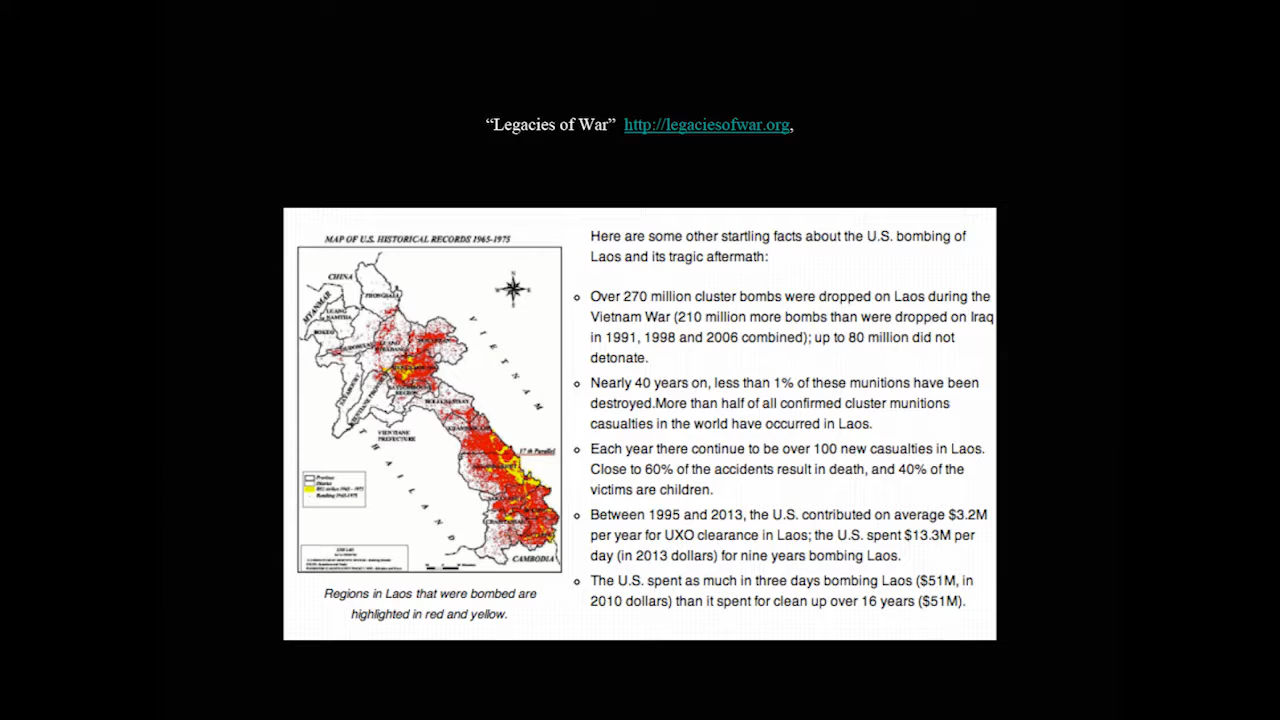 “Legacies of War” http://legaciesofwar.org,
MAP OF U.S. HISTORICAL RECORDS 1965-1975
CHINA
MYANMAR
PHONGSALI
LUANG
NAMTHA
BOKEO
OUDOMXAI
VIETNAM
VIENTIANE
PREFECTURE
17 th Parallel
THAILAND
Province
District
CAMBODIA
Regions in Laos that were bombed are
highlighted in red and yellow.
Here are some other startling facts about the U.S. bombing of
Laos and its tragic aftermath:
Over 270 million cluster bombs were dropped on Laos during the
Vietnam War (210 million more bombs than were dropped on Iraq
in 1991, 1998 and 2006 combined); up to 80 million did not
detonate.
Nearly 40 years on, less than 1% of these munitions have been
destroyed.More than half of all confirmed cluster munitions
casualties in the world have occurred in Laos.
Each year there continue to be over 100 new casualties in Laos.
Close to 60% of the accidents result in death, and 40% of the
victims are children.
Between 1995 and 2013, the U.S. contributed on average $3.2M
per year for UXO clearance in Laos; the U.S. spent $13.3M per
day (in 2013 dollars) for nine years bombing Laos.
The U.S. spent as much in three days bombing Laos ($51M, in
2010 dollars) than it spent for clean up over 16 years ($51M).